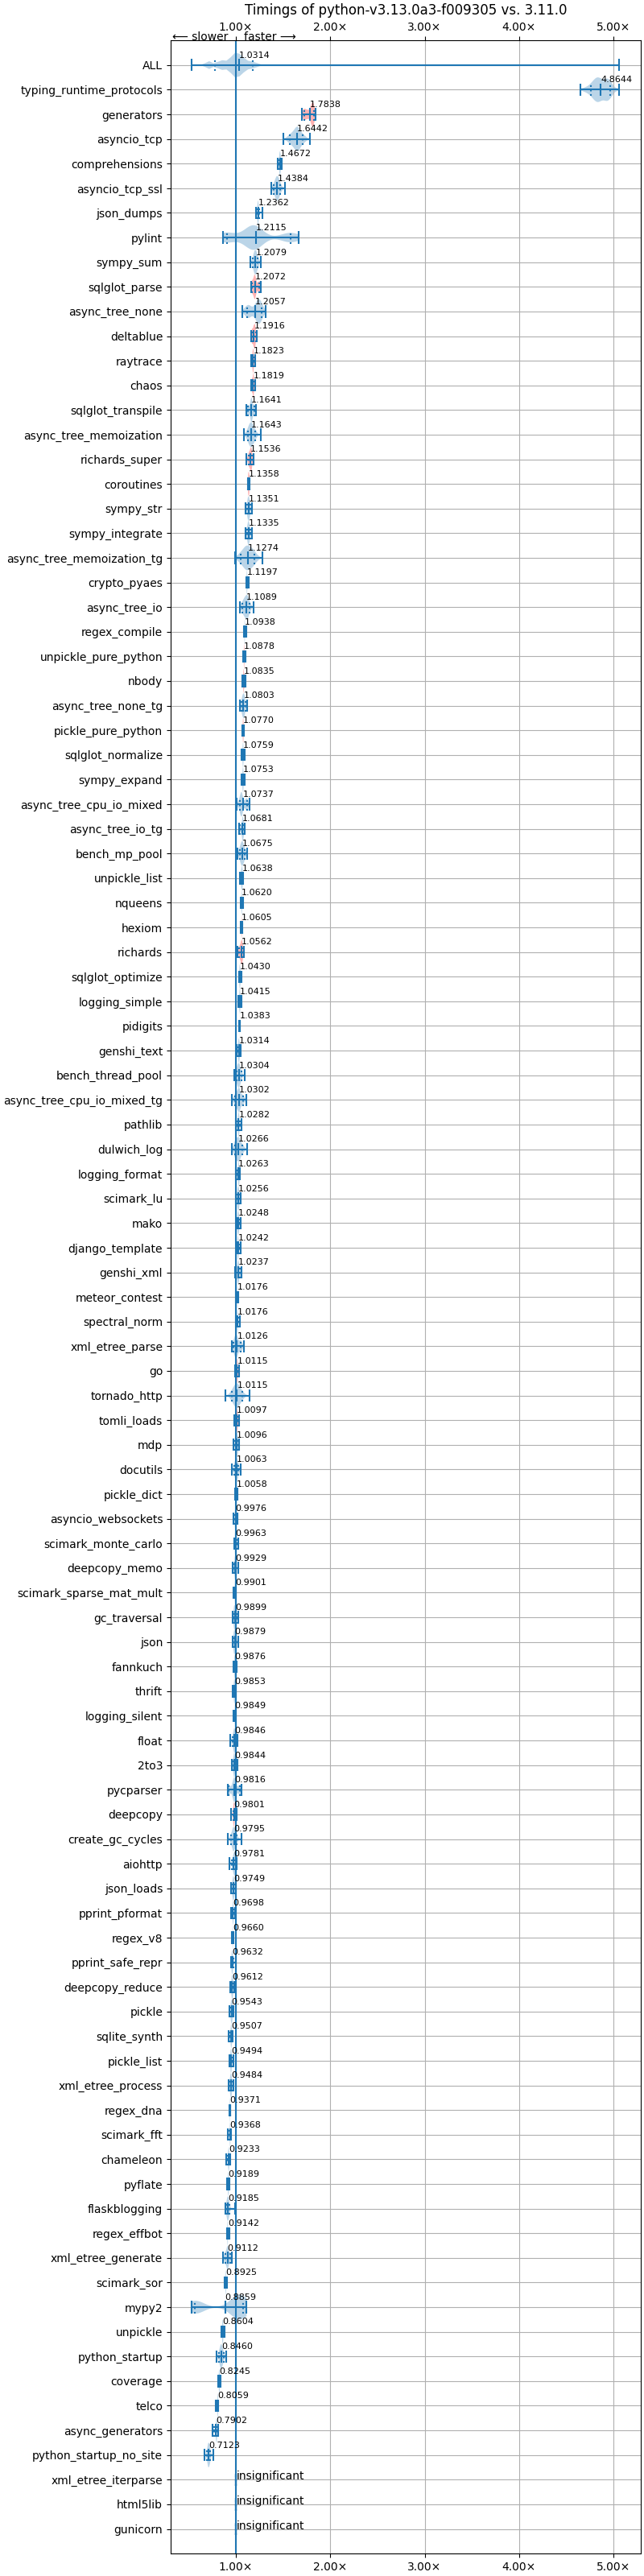 Timings of python-v3.13.0a3-f009305 vs. 3.11.0
1.00× 2.00× 3.00× 4.00× 5.00×
⟵ slower faster ⟶
ALL 1.0314
typing_runtime_protocols 4.8644
generators 1.7838
asyncio_tcp 1.6442
comprehensions 1.4672
asyncio_tcp_ssl 1.4384
json_dumps 1.2362
pylint 1.2115
sympy_sum 1.2079
sqlglot_parse 1.2072
async_tree_none 1.2057
deltablue 1.1916
raytrace 1.1823
chaos 1.1819
sqlglot_transpile 1.1641
async_tree_memoization 1.1643
richards_super 1.1536
coroutines 1.1358
sympy_str 1.1351
sympy_integrate 1.1335
async_tree_memoization_tg 1.1274
crypto_pyaes 1.1197
async_tree_io 1.1089
regex_compile 1.0938
unpickle_pure_python 1.0878
nbody 1.0835
async_tree_none_tg 1.0803
pickle_pure_python 1.0770
sqlglot_normalize 1.0759
sympy_expand 1.0753
async_tree_cpu_io_mixed 1.0737
async_tree_io_tg 1.0681
bench_mp_pool 1.0675
unpickle_list 1.0638
nqueens 1.0620
hexiom 1.0605
richards 1.0562
sqlglot_optimize 1.0430
logging_simple 1.0415
pidigits 1.0383
genshi_text 1.0314
bench_thread_pool 1.0304
async_tree_cpu_io_mixed_tg 1.0302
pathlib 1.0282
dulwich_log 1.0266
logging_format 1.0263
scimark_lu 1.0256
mako 1.0248
django_template 1.0242
genshi_xml 1.0237
meteor_contest 1.0176
spectral_norm 1.0176
xml_etree_parse 1.0126
go 1.0115
tornado_http 1.0115
tomli_loads 1.0097
mdp 1.0096
docutils 1.0063
pickle_dict 1.0058
asyncio_websockets 0.9976
scimark_monte_carlo 0.9963
deepcopy_memo 0.9929
scimark_sparse_mat_mult 0.9901
gc_traversal 0.9899
json 0.9879
fannkuch 0.9876
thrift 0.9853
logging_silent 0.9849
float 0.9846
2to3 0.9844
pycparser 0.9816
deepcopy 0.9801
create_gc_cycles 0.9795
aiohttp 0.9781
json_loads 0.9749
pprint_pformat 0.9698
regex_v8 0.9660
pprint_safe_repr 0.9632
deepcopy_reduce 0.9612
pickle 0.9543
sqlite_synth 0.9507
pickle_list 0.9494
xml_etree_process 0.9484
regex_dna 0.9371
scimark_fft 0.9368
chameleon 0.9233
pyflate 0.9189
flaskblogging 0.9185
regex_effbot 0.9142
xml_etree_generate 0.9112
scimark_sor 0.8925
mypy2 0.8859
unpickle 0.8604
python_startup 0.8460
coverage 0.8245
telco 0.8059
async_generators 0.7902
python_startup_no_site 0.7123
xml_etree_iterparse insignificant
html5lib insignificant
gunicorn insignificant
1.00× 2.00× 3.00× 4.00× 5.00×